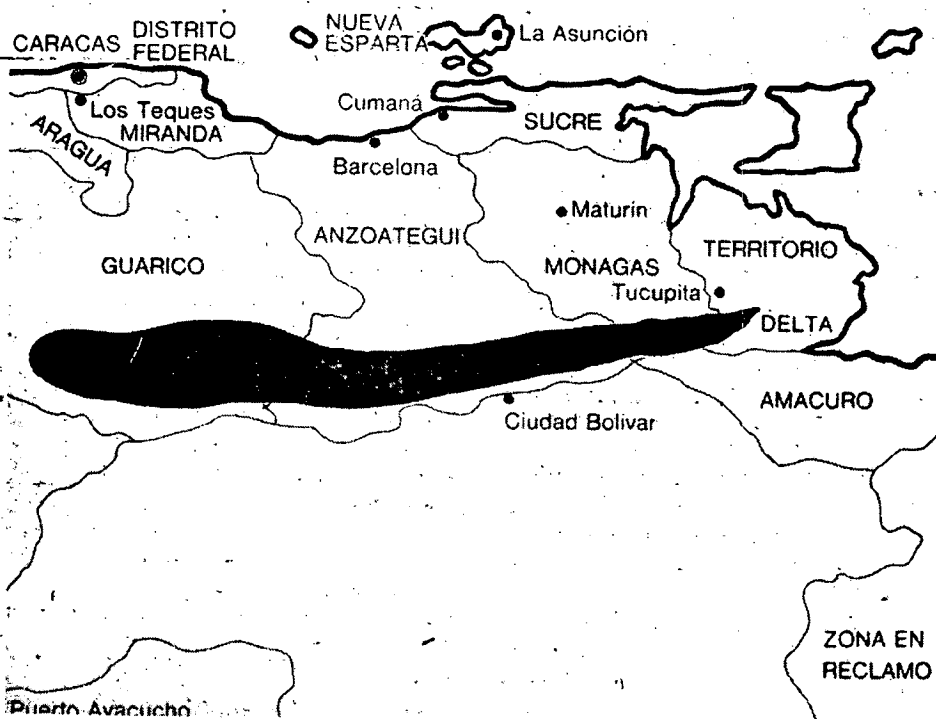 NUEVA
ESPARTA
La Asunción
CARACAS
DISTRITO
FEDERAL
Cumaná
Los Teques
MIRANDA
SUCRE
ARAGUA
Barcelona
Maturín
ANZOATEGUI
TERRITORIO
GUARICO
MONAGAS
Tucupita
DELTA
AMACURO
Ciudad Bolivar
ZONA EN
RECLAMO
Puerto Ayacucho